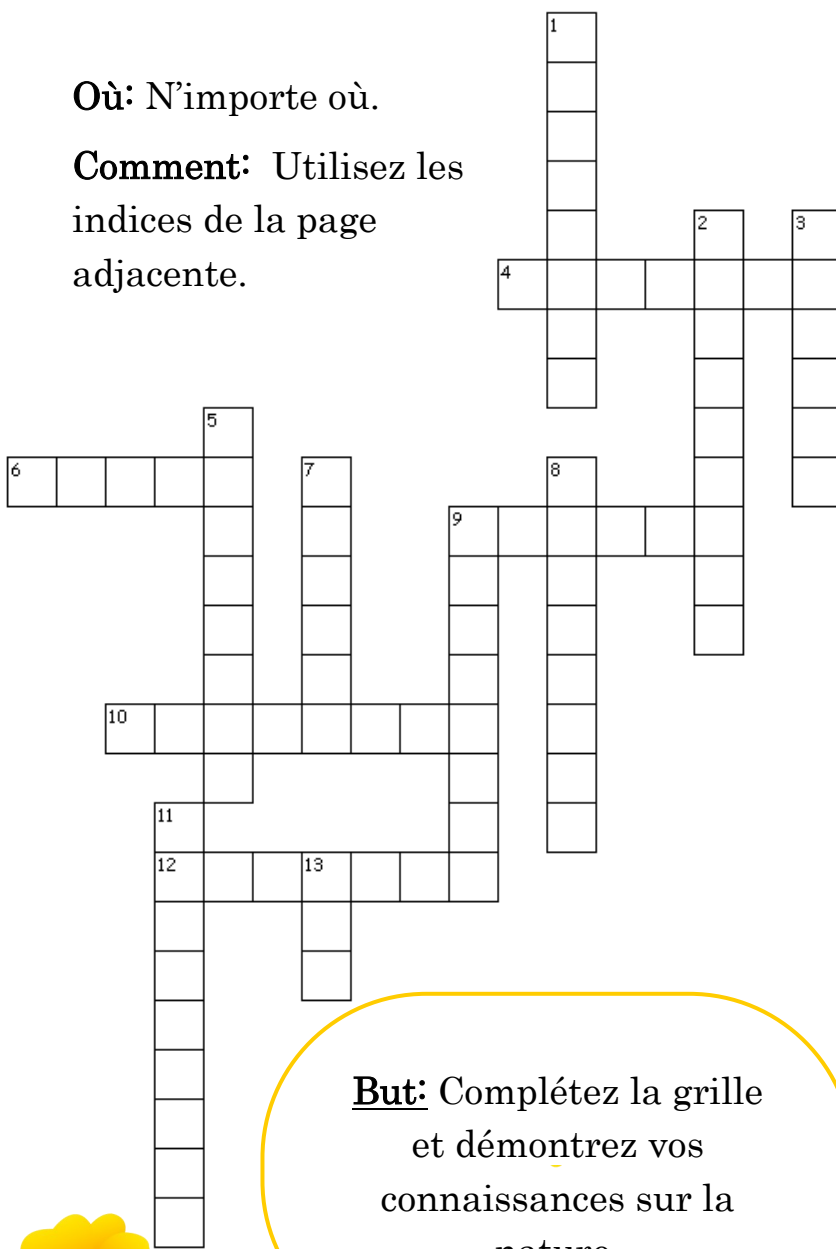 1
Où: N'importe où.
Comment: Utilisez les
indices de la page
adjacente.
2 3
4
5
6 7 8
9
10
11
12 13
But: Complétez la grille
et démontrez vos
connaissances sur la
nature